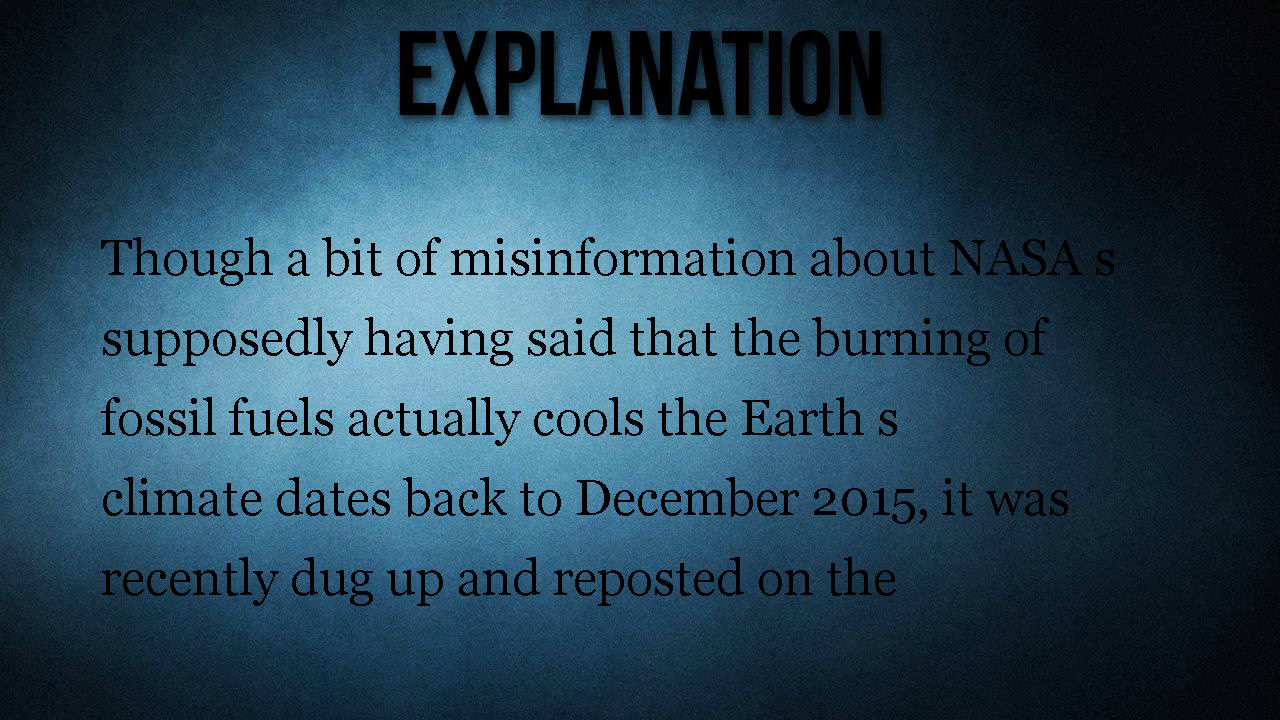 EXPLANATION
Though a bit of misinformation about NASA s
supposedly having said that the burning of
fossil fuels actually cools the Earth s
climate dates back to December 2015, it was
recently dug up and reposted on the